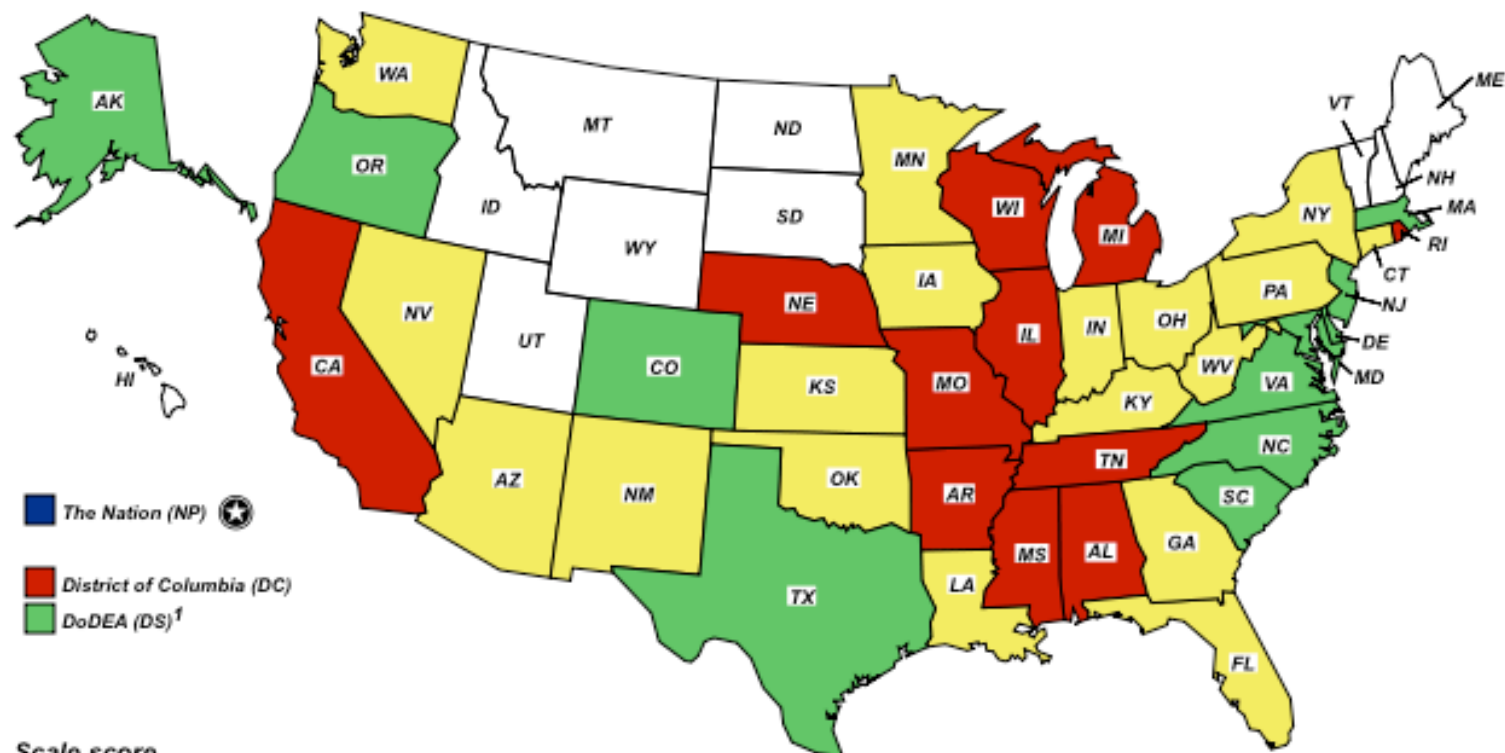 ME
VT
WA
AK
MT
ND
MN
OR
NH
WI
MA
ID
SD
NY
MI
RI
WY
CT
IA
PA
NE
NJ
NV
OH
IN
IL
UT
DE
CO
WV
CA
MD
HI
MO
VA
KS
KY
NC
TN
AZ
OK
NM
AR
SC
The Nation (NP)
GA
MS
AL
District of Columbia (DC)
LA
TX
DoDEA (DS)¹
FL
Scale score